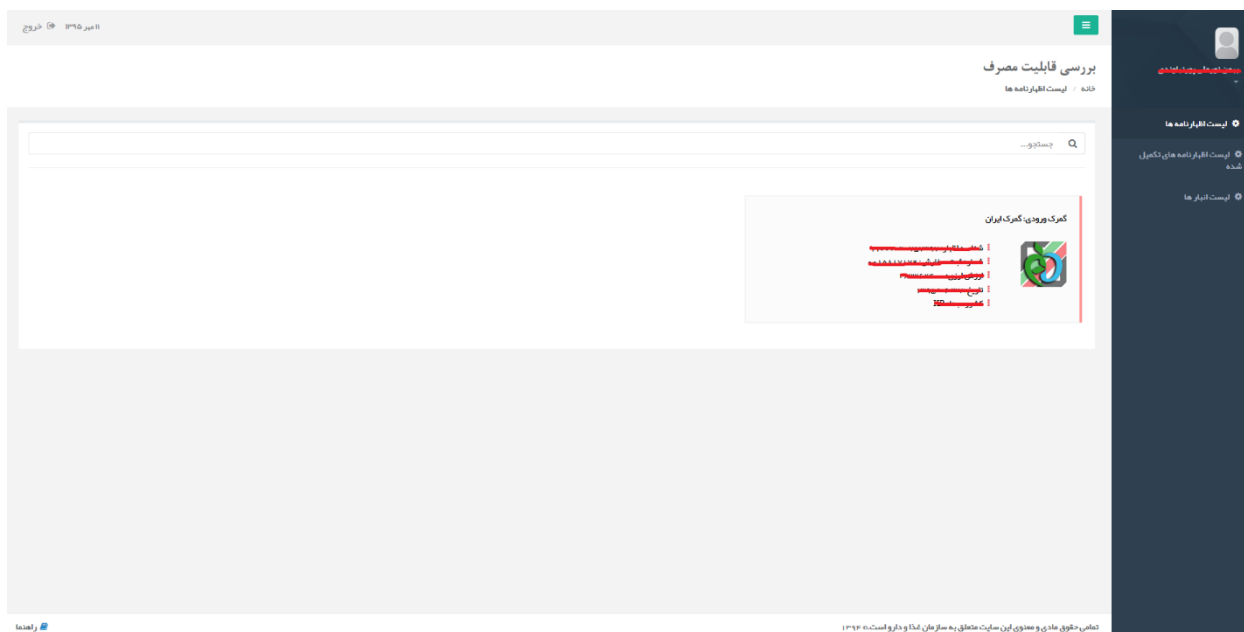 ۱۱ مهر ۱۳۹۵ خروج
بررسی قابلیت مصرف
خانه / لیست اظهارنامه ها
لیست اظهارنامه ها
لیست اظهارنامه های تکمیل
شده
لیست انبار ها
جستجو...
گمرک ورودی: گمرک ایران
تمامی حقوق مادی و معنوی این سایت متعلق به سازمان غذا و دارو است.© ۱۳۹۴
راهنما